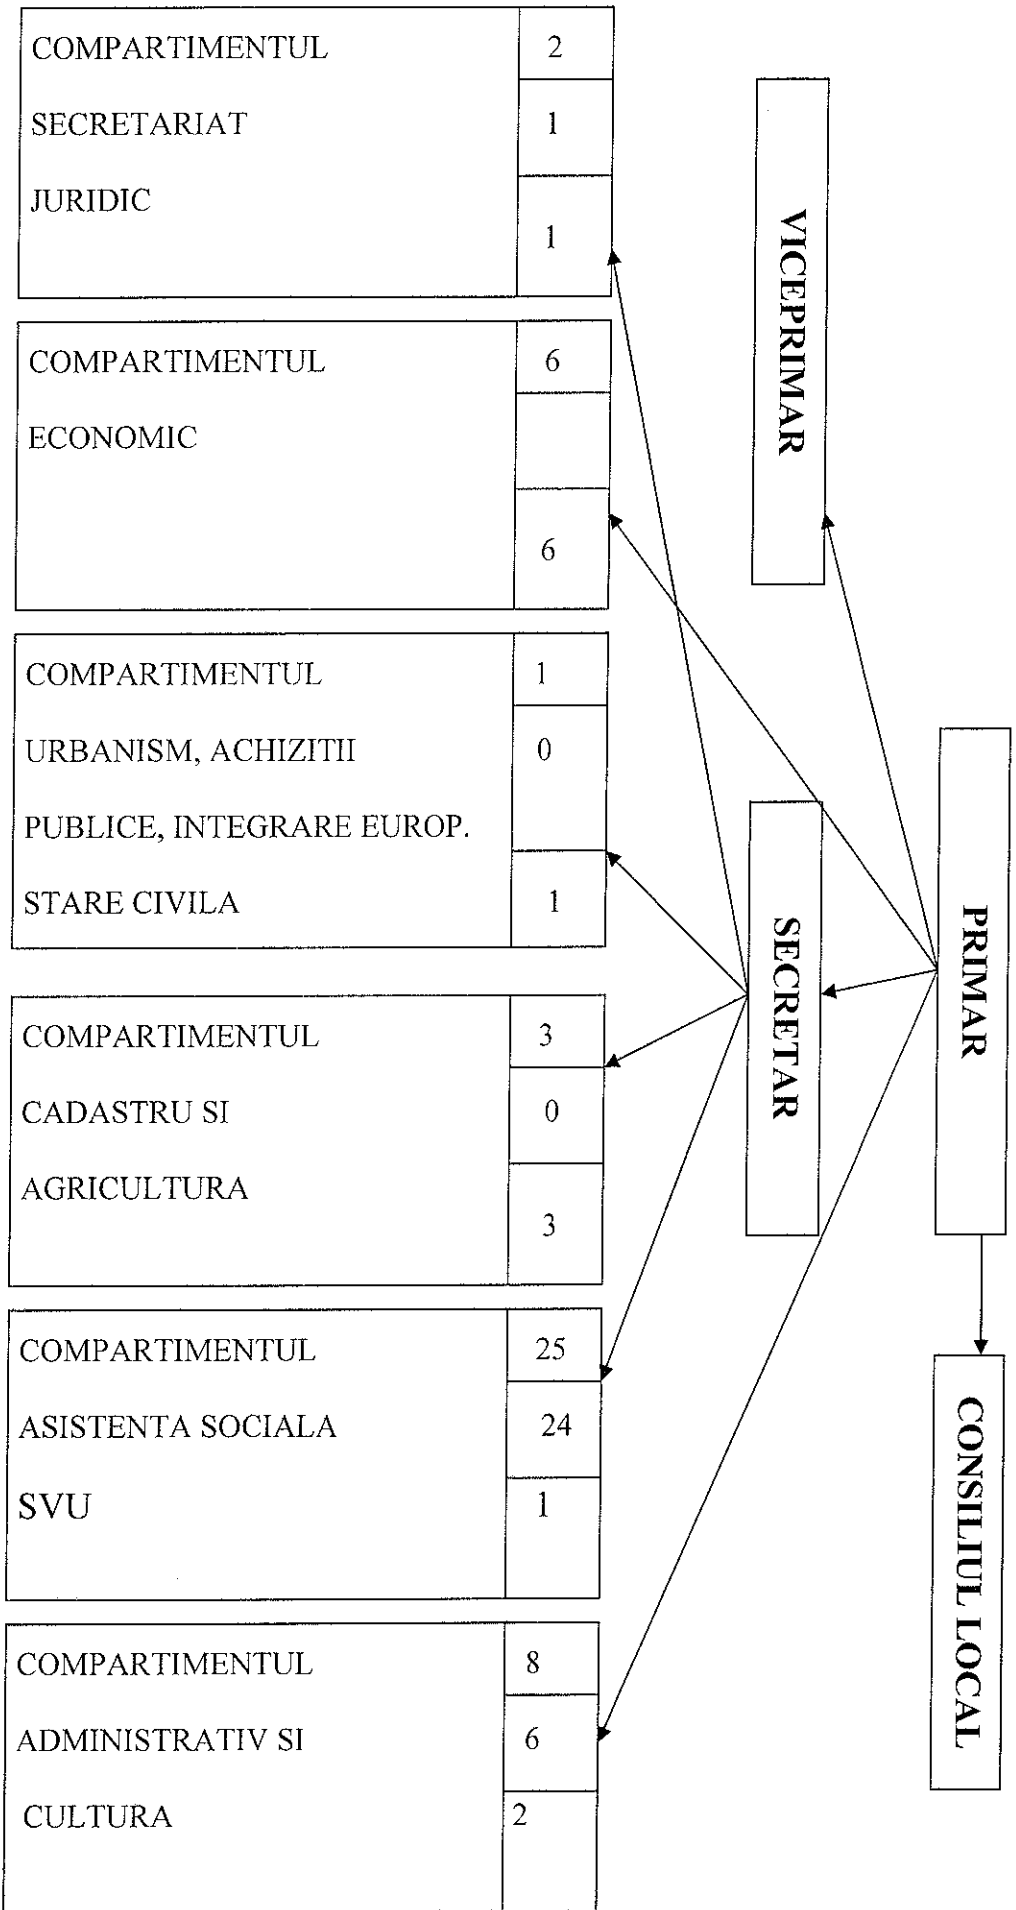 COMPARTIMENTUL
SECRETARIAT
JURIDIC
2
1
1
COMPARTIMENTUL
ECONOMIC
6
6
COMPARTIMENTUL
URBANISM, ACHIZITII
PUBLICE, INTEGRARE EUROP.
STARE CIVILA
1
0
1
COMPARTIMENTUL
CADASTRU SI
AGRICULTURA
3
0
3
COMPARTIMENTUL
ASISTENTA SOCIALA
SVU
25
24
1
COMPARTIMENTUL
ADMINISTRATIV SI
CULTURA
8
6
2
VICEPRIMAR
SECRETAR
PRIMAR
CONSILIUL LOCAL